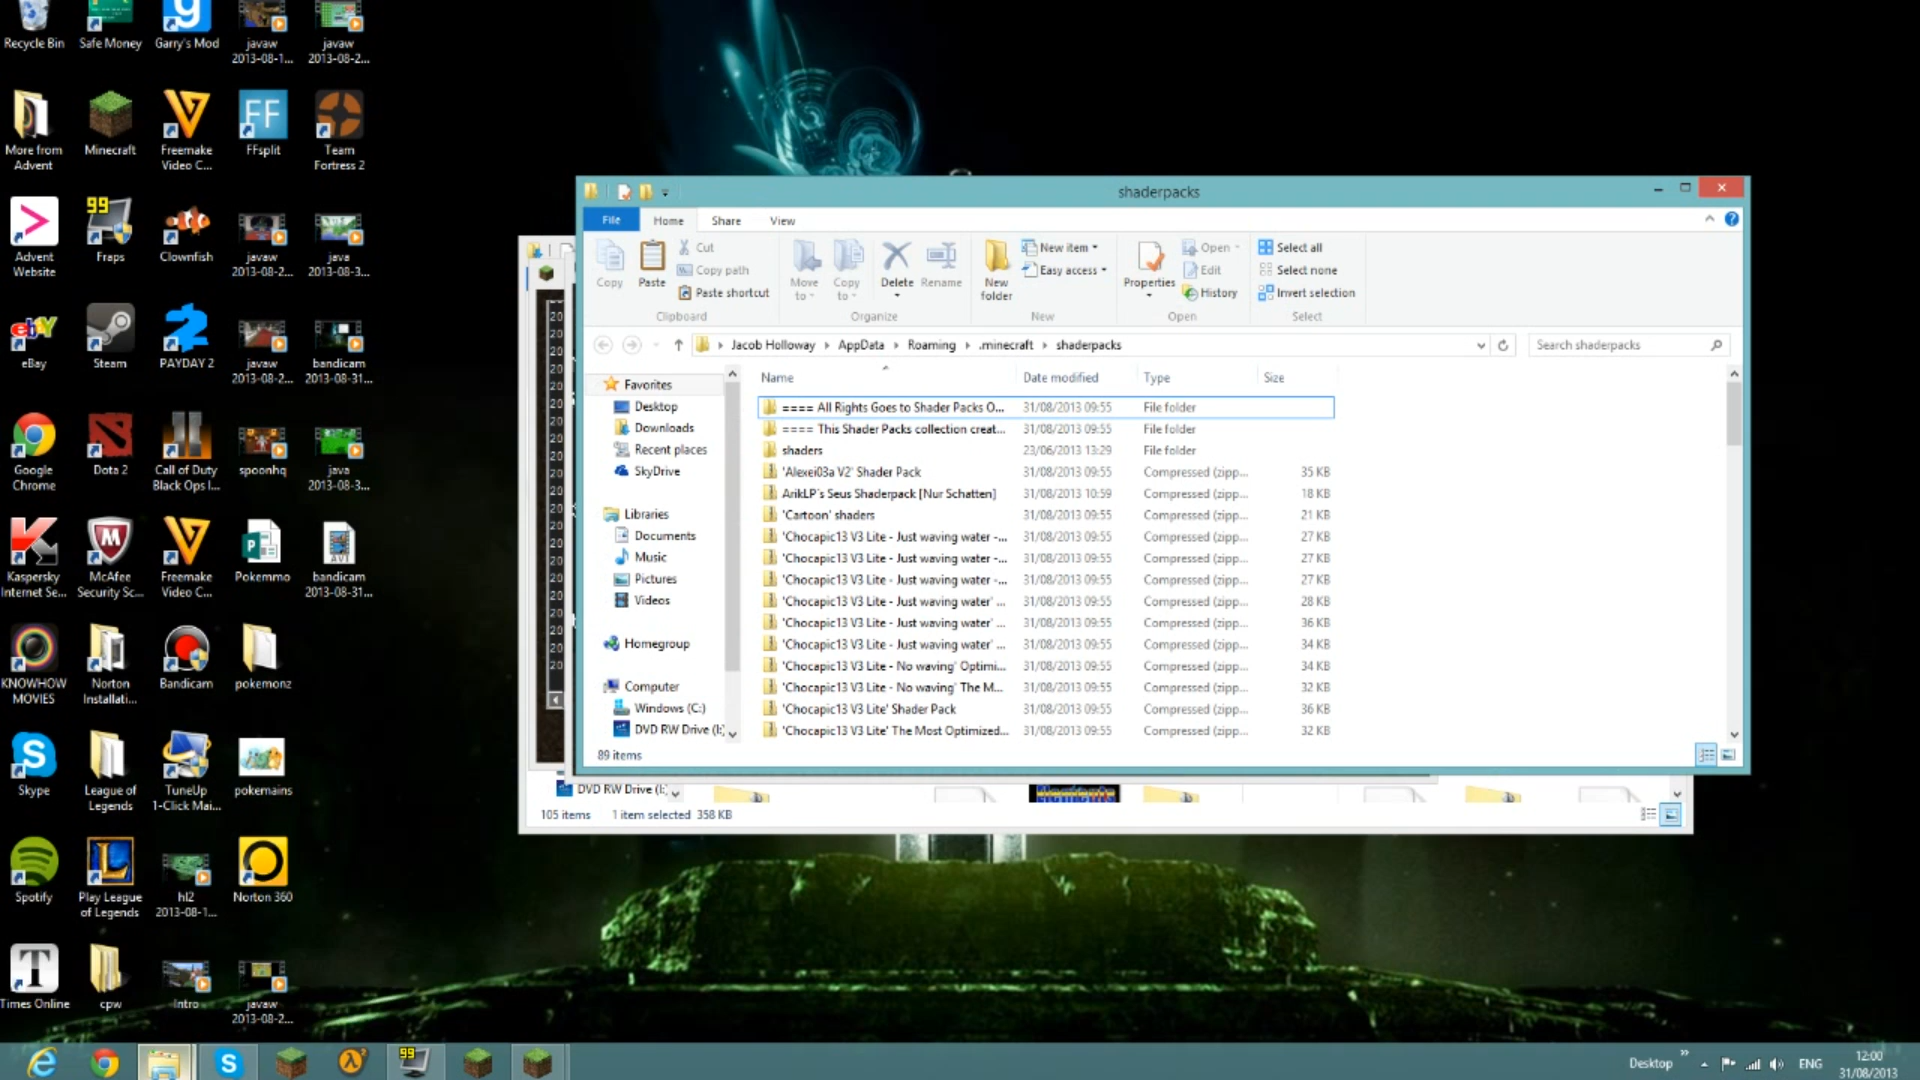 Recycle Bin
Safe Money
Garry's Mod
javaw
2013-08-1...
javaw
2013-08-2...
More from
Advent
Minecraft
Freemake
Video C...
FFsplit
Team
Fortress 2
Advent
Website
99
Fraps
Clownfish
javaw
2013-08-2...
java
2013-08-3...
eBay
Steam
PAYDAY 2
javaw
2013-08-2...
bandicam
2013-08-31...
Google
Chrome
Dota 2
Call of Duty
Black Ops I...
spoonhq
java
2013-08-3...
Kaspersky
Internet Se...
McAfee
Security Sc...
Freemake
Video C...
Pokemmo
bandicam
2013-08-31...
KNOWHOW
MOVIES
Norton
Installati...
Bandicam
pokemonz
Skype
League of
Legends
TuneUp
1-Click Mai...
pokemains
Spotify
Play League
of Legends
hl2
2013-08-1...
Norton 360
Times Online
cpw
Intro
javaw
2013-08-2...
shaderpacks
File Home Share View
Copy
Paste
Cut
Copy path
Paste shortcut
Clipboard
Move
to
Copy
to
Delete
Rename
Organize
New
folder
New item
Easy access
New
Properties
Open
Edit
History
Open
Select all
Select none
Invert selection
Select
Jacob Holloway AppData Roaming .minecraft shaderpacks
Search shaderpacks
Favorites
Desktop
Downloads
Recent places
SkyDrive
Libraries
Documents
Music
Pictures
Videos
Homegroup
Computer
Windows (C:)
DVD RW Drive (I:
Name Date modified Type Size
==== All Rights Goes to Shader Packs O... 31/08/2013 09:55 File folder
==== This Shader Packs collection creat... 31/08/2013 09:55 File folder
shaders 23/06/2013 13:29 File folder
'Alexei03a V2' Shader Pack 31/08/2013 09:55 Compressed (zipp... 35 KB
ArikLP`s Seus Shaderpack [Nur Schatten] 31/08/2013 10:59 Compressed (zipp... 18 KB
'Cartoon' shaders 31/08/2013 09:55 Compressed (zipp... 21 KB
'Chocapic13 V3 Lite - Just waving water -... 31/08/2013 09:55 Compressed (zipp... 27 KB
'Chocapic13 V3 Lite - Just waving water -... 31/08/2013 09:55 Compressed (zipp... 27 KB
'Chocapic13 V3 Lite - Just waving water -... 31/08/2013 09:55 Compressed (zipp... 27 KB
'Chocapic13 V3 Lite - Just waving water' ... 31/08/2013 09:55 Compressed (zipp... 28 KB
'Chocapic13 V3 Lite - Just waving water' ... 31/08/2013 09:55 Compressed (zipp... 36 KB
'Chocapic13 V3 Lite - Just waving water' ... 31/08/2013 09:55 Compressed (zipp... 34 KB
'Chocapic13 V3 Lite - No waving' Optimi... 31/08/2013 09:55 Compressed (zipp... 34 KB
'Chocapic13 V3 Lite - No waving' The M... 31/08/2013 09:55 Compressed (zipp... 32 KB
'Chocapic13 V3 Lite' Shader Pack 31/08/2013 09:55 Compressed (zipp... 36 KB
'Chocapic13 V3 Lite' The Most Optimized... 31/08/2013 09:55 Compressed (zipp... 32 KB
89 items
DVD RW Drive (I:
105 items 1 item selected 358 KB
99
Desktop
ENG
12:00
31/08/2013